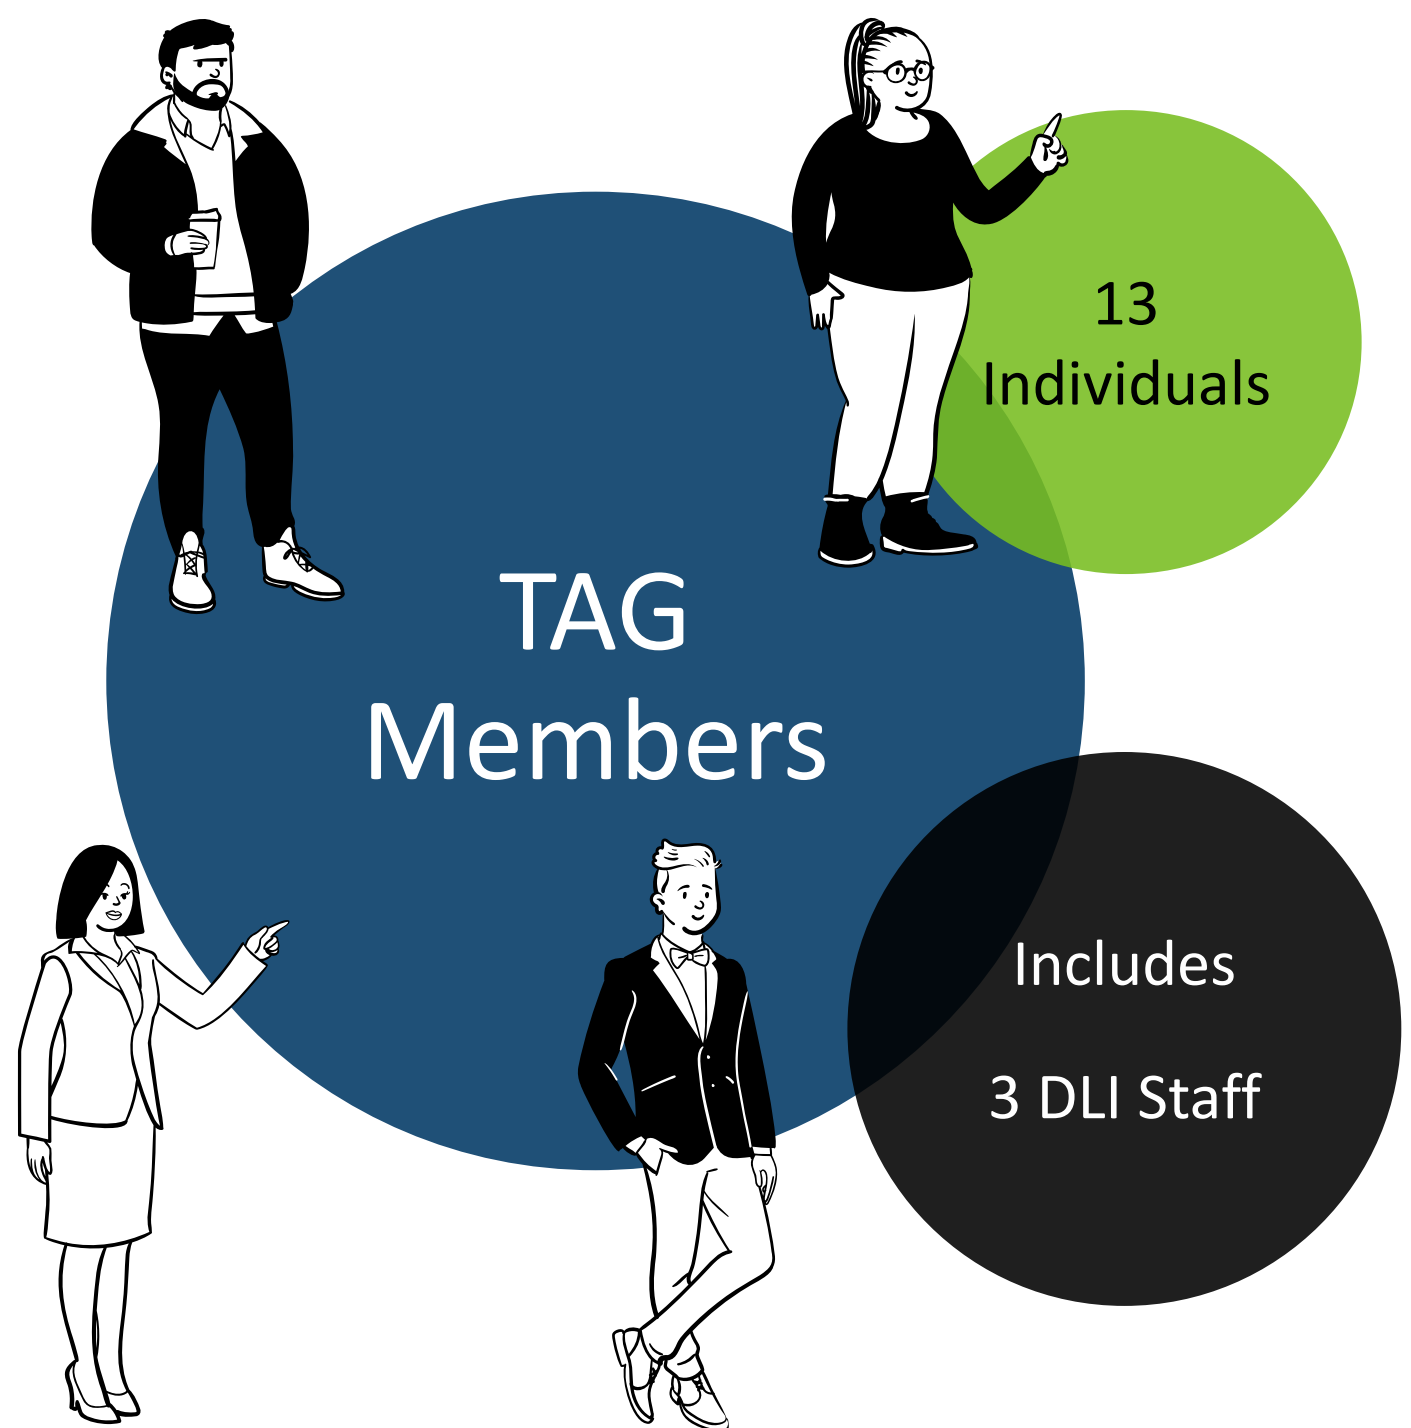 TAG
Members
13
Individuals
Includes
3 DLI Staff